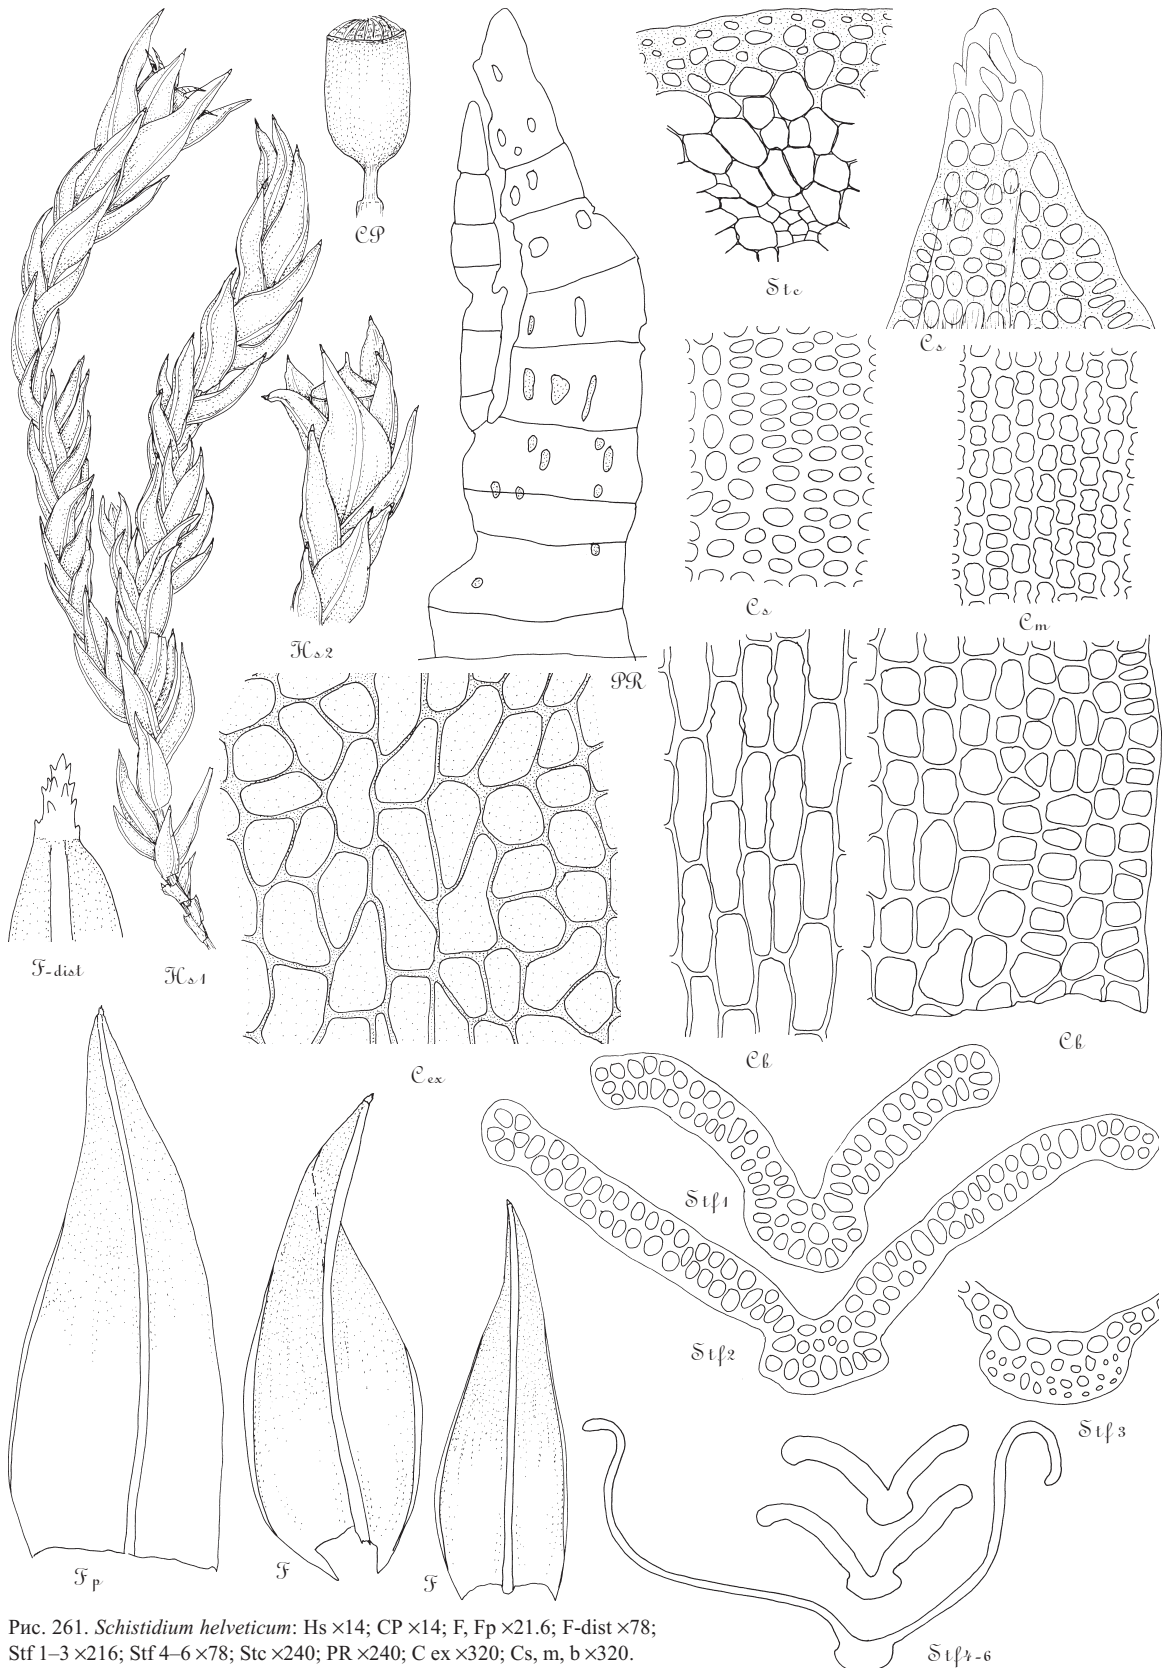 CP
Stc
Cs
Hs2
PR
Cs
Cm
F-dist
Hs1
C ex
Cb
Cb
Stf1
Stf2
Stf3
Fp
F
F
Stf4-6
Рис. 261. Schistidium helveticum: Hs ×14; CP ×14; F, Fp ×21.6; F-dist ×78;
Stf 1–3 ×216; Stf 4–6 ×78; Stc ×240; PR ×240; C ex ×320; Cs, m, b ×320.